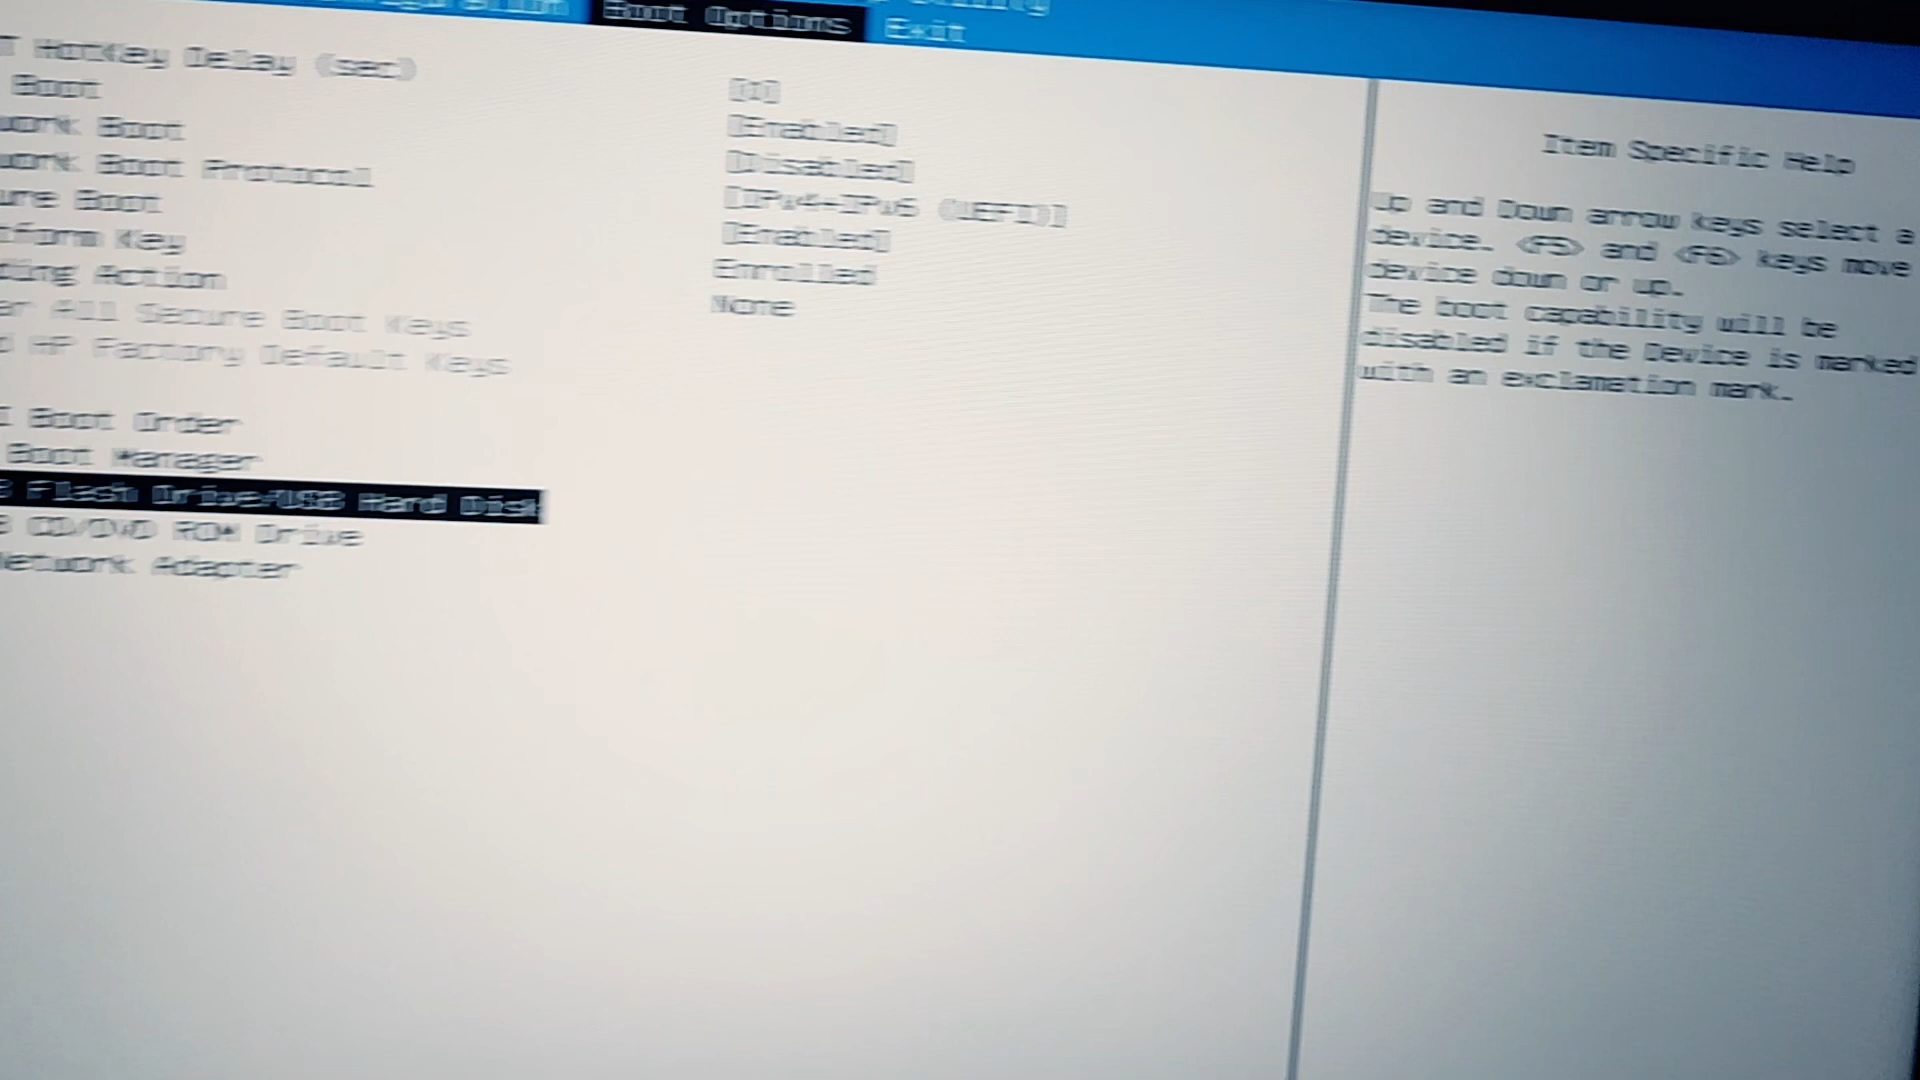 Boot Options
Exit
HotKey Delay (sec)
Boot [Enabled]
work Boot [Disabled]
work Boot Protocol [IPv4+IPv6 (UEFI)]
ure Boot [Enabled]
tform Key Enrolled
ding Action None
ar All Secure Boot Keys
d HP Factory Default Keys
I Boot Order
Boot Manager
B Flash Drive/USB Hard Disk
B CD/DVD ROM Drive
Network Adapter
Item Specific Help
Up and Down arrow keys select a
device. <F5> and <F6> keys move
device down or up.
The boot capability will be
disabled if the Device is marked
with an exclamation mark.